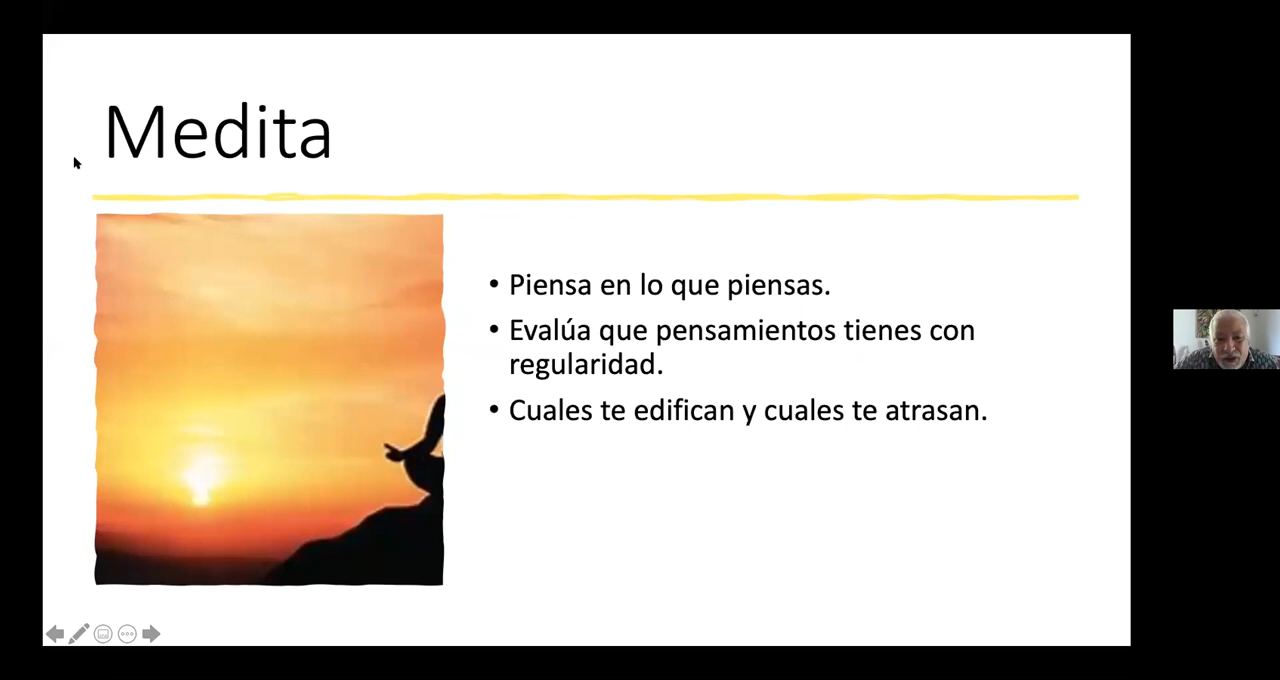 Medita
• Piensa en lo que piensas.
• Evalúa que pensamientos tienes con
regularidad.
• Cuales te edifican y cuales te atrasan.